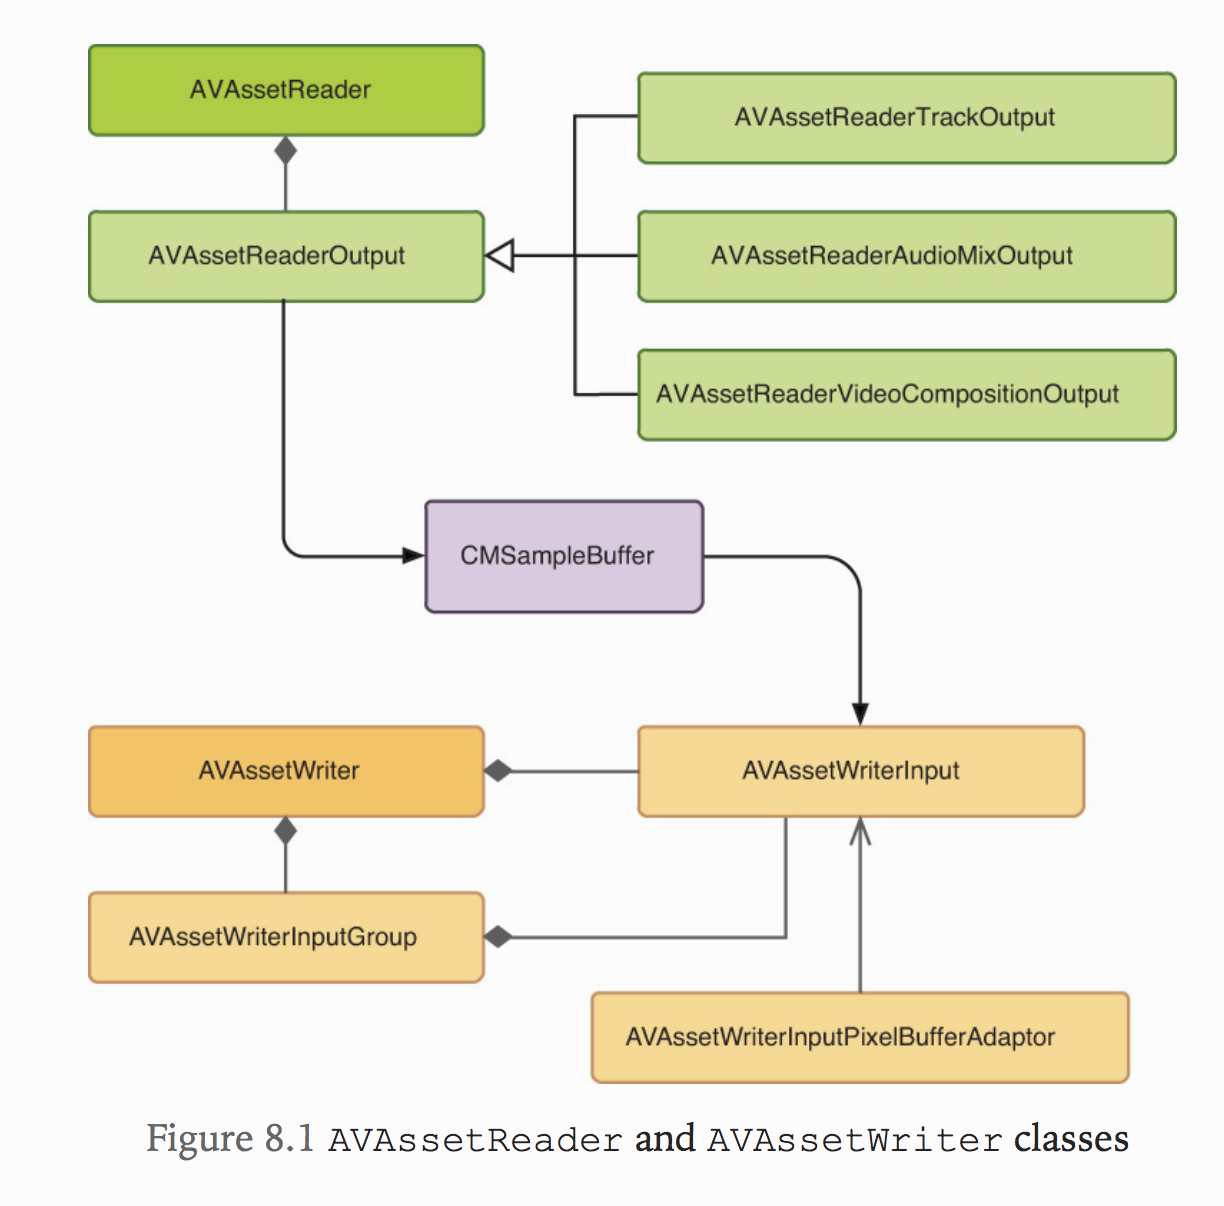 AVAssetReader
AVAssetReaderTrackOutput
AVAssetReaderOutput
AVAssetReaderAudioMixOutput
AVAssetReaderVideoCompositionOutput
CMSampleBuffer
AVAssetWriter
AVAssetWriterInput
AVAssetWriterInputGroup
AVAssetWriterInputPixelBufferAdaptor
Figure 8.1 AVAssetReader and AVAssetWriter classes